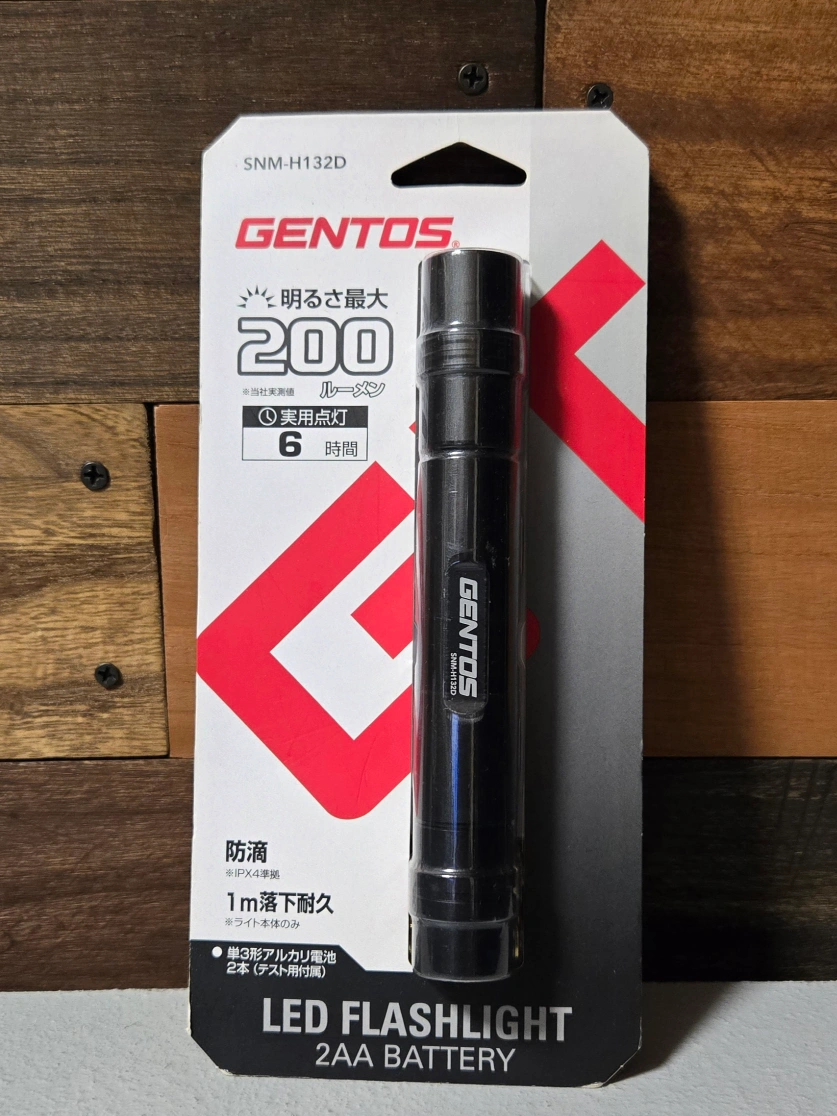 SNM-H132D
GENTOS®
明るさ最大
200
※当社実測値 ルーメン
実用点灯
6 時間
GENTOS
SNM-H132D
防滴
※IPX4準拠
1m落下耐久
※ライト本体のみ
単3形アルカリ電池
2本(テスト用付属)
LED FLASHLIGHT
2AA BATTERY